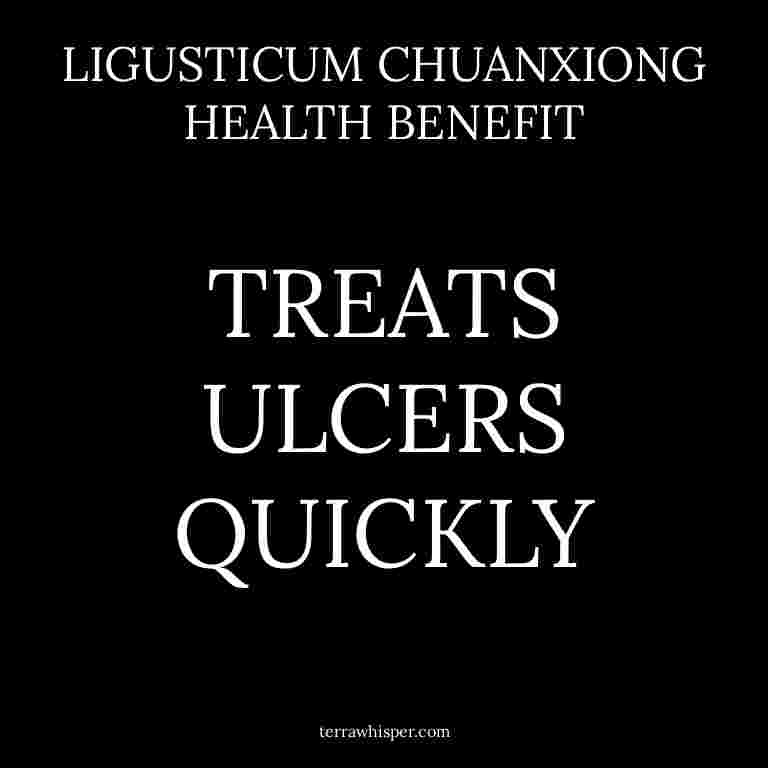 LIGUSTICUM CHUANXIONG
HEALTH BENEFIT
TREATS
ULCERS
QUICKLY
terrawhisper.com